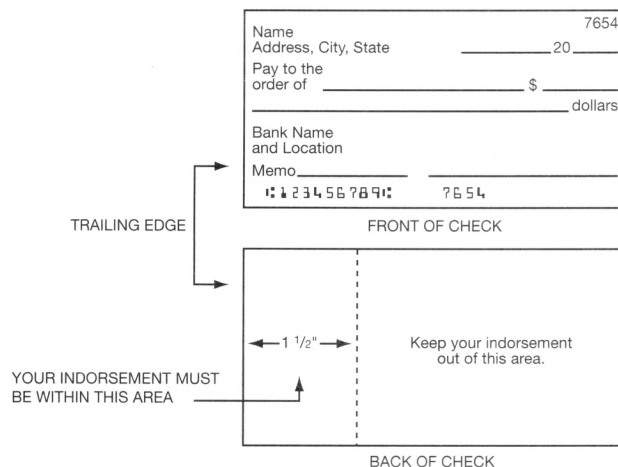 7654
Name
Address, City, State 20
Pay to the
order of $
dollars
Bank Name
and Location
Memo
⑆123456789⑆ 7654
TRAILING EDGE
FRONT OF CHECK
1 1/2"
Keep your indorsement
out of this area.
YOUR INDORSEMENT MUST
BE WITHIN THIS AREA
BACK OF CHECK